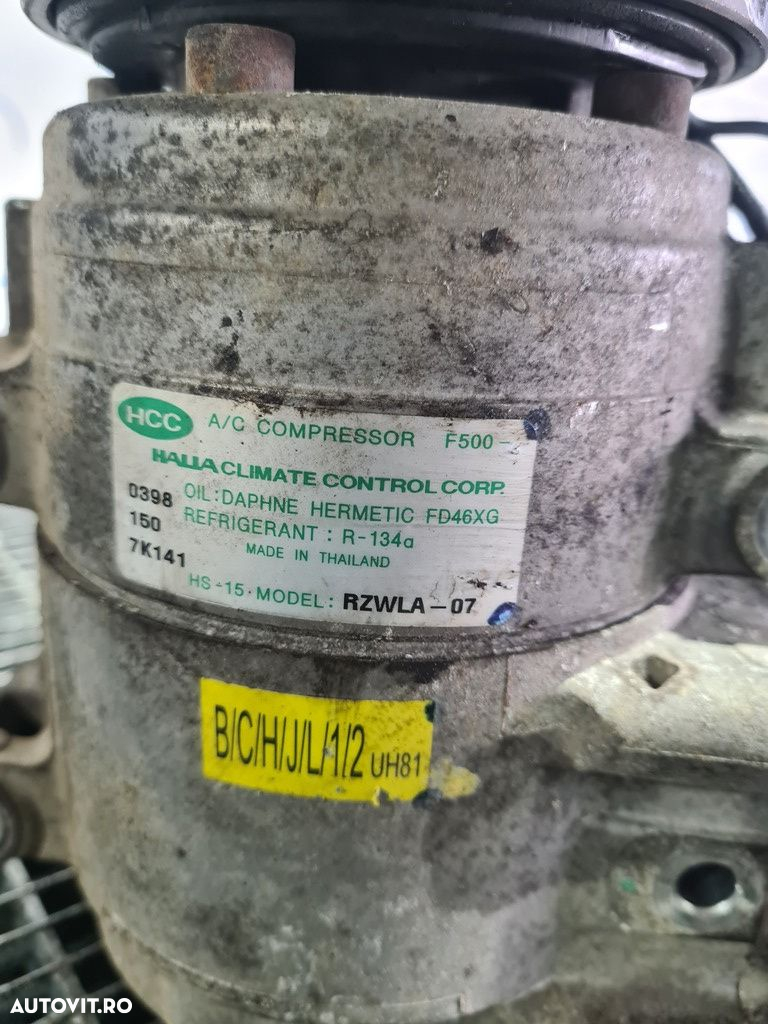 HCC A/C COMPRESSOR F500-
HALLA CLIMATE CONTROL CORP.
0398 OIL:DAPHNE HERMETIC FD46XG
150 REFRIGERANT : R-134a
7K141 MADE IN THAILAND
HS-15·MODEL: RZWLA-07
B/C/H/J/L/1/2 UH81
AUTOVIT.RO